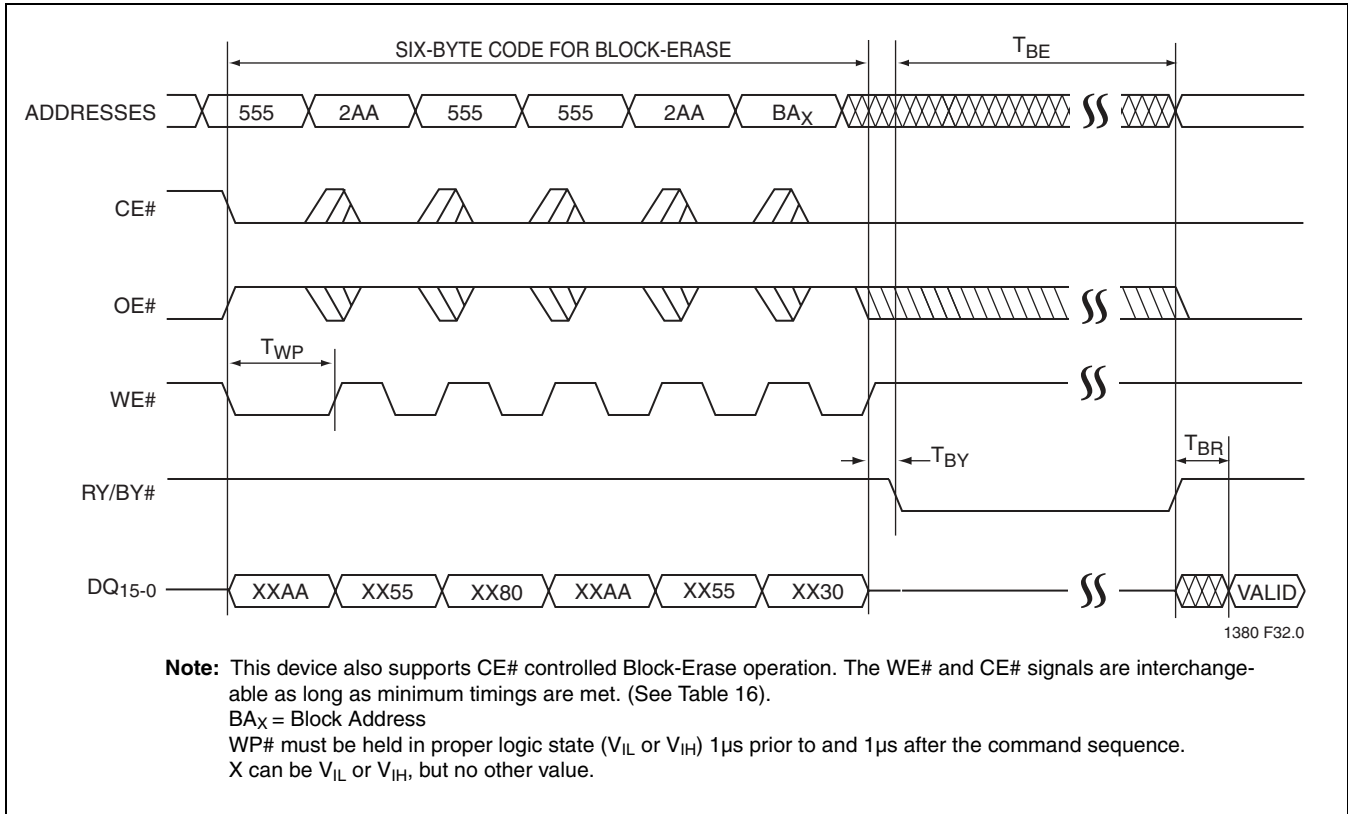 SIX-BYTE CODE FOR BLOCK-ERASE
TBE
ADDRESSES 555 2AA 555 555 2AA BAX
CE#
OE#
TWP
WE#
TBY
TBR
RY/BY#
DQ15-0 XXAA XX55 XX80 XXAA XX55 XX30 VALID
1380 F32.0
Note: This device also supports CE# controlled Block-Erase operation. The WE# and CE# signals are interchange-
able as long as minimum timings are met. (See Table 16).
BAX = Block Address
WP# must be held in proper logic state (VIL or VIH) 1µs prior to and 1µs after the command sequence.
X can be VIL or VIH, but no other value.